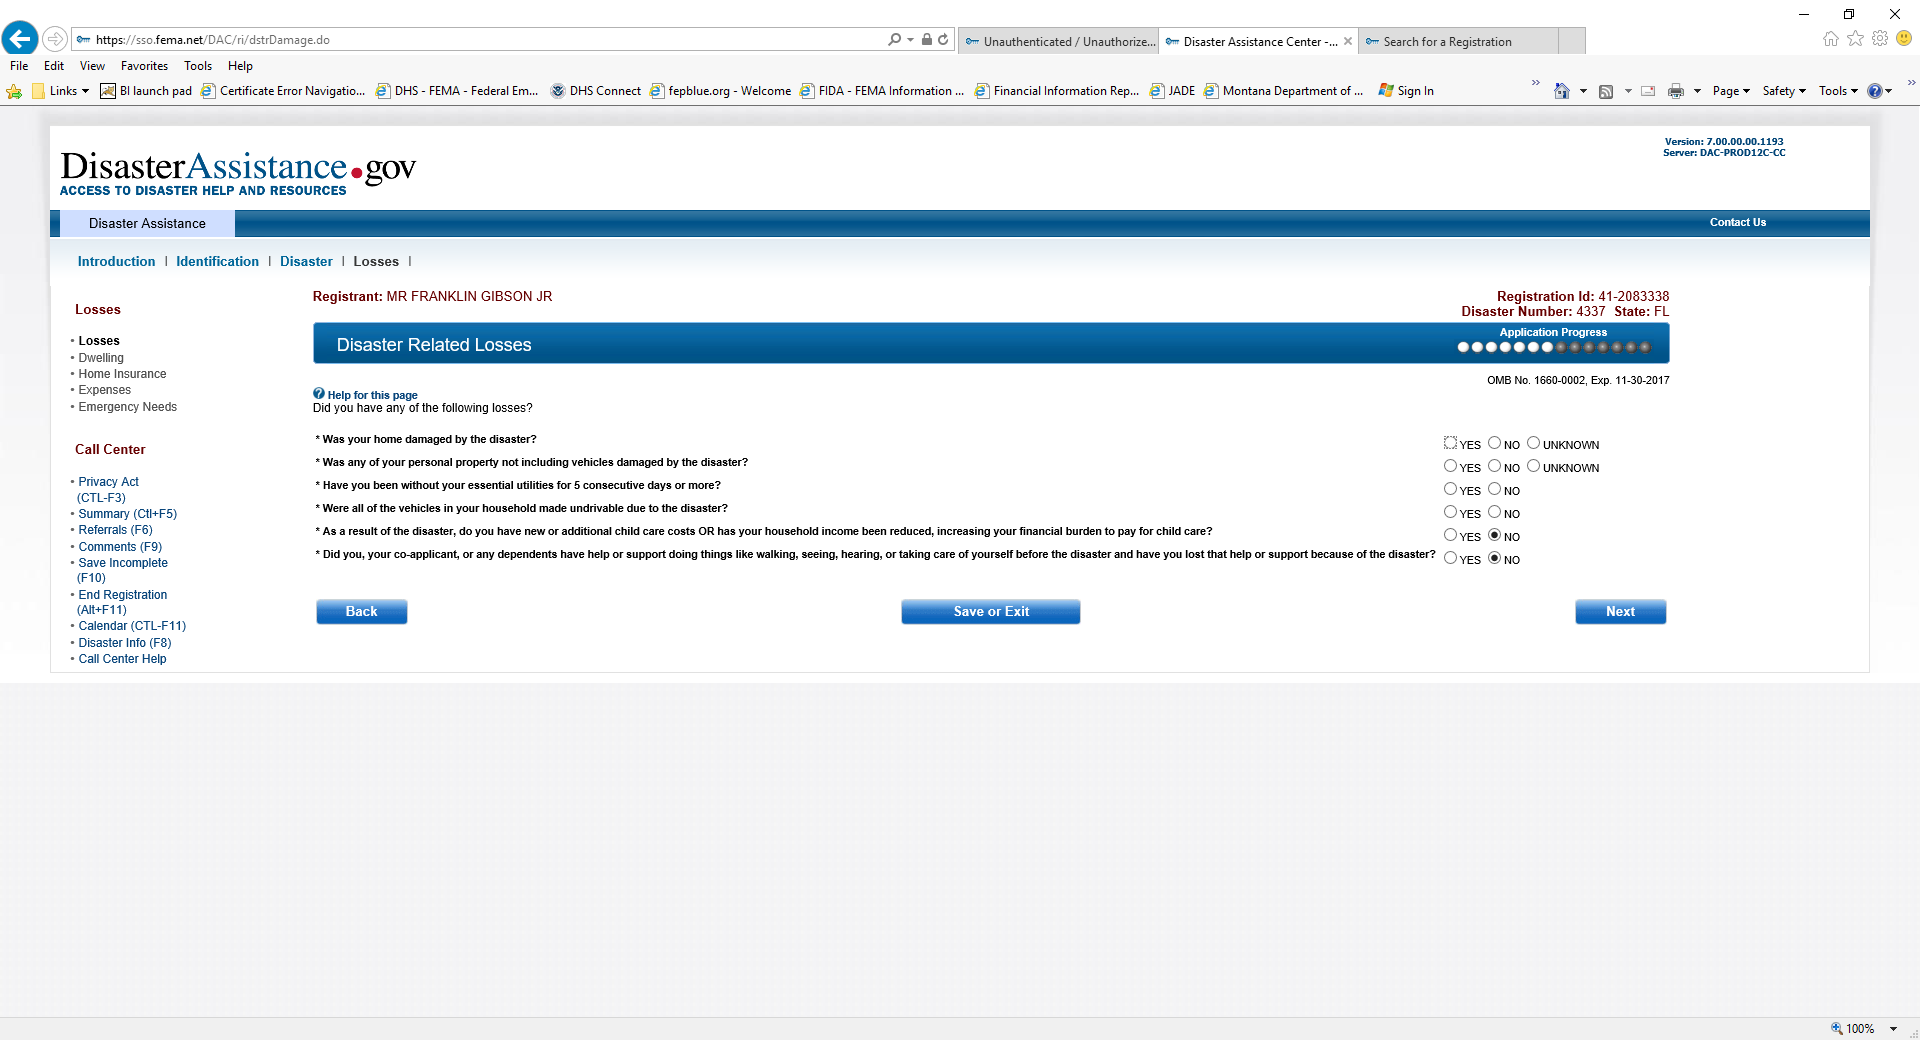 https://sso.fema.net/DAC/ri/dstrDamage.do
Unauthenticated / Unauthorize...
Disaster Assistance Center -...
Search for a Registration
File Edit View Favorites Tools Help
Links BI launch pad Certificate Error Navigatio... DHS - FEMA - Federal Em... DHS Connect fepblue.org - Welcome FIDA - FEMA Information ... Financial Information Rep... JADE Montana Department of ... Sign In
Page Safety Tools
Version: 7.00.00.00.1193
Server: DAC-PROD12C-CC
DisasterAssistance.gov
ACCESS TO DISASTER HELP AND RESOURCES
Disaster Assistance
Contact Us
Introduction | Identification | Disaster | Losses |
Losses
• Losses
• Dwelling
• Home Insurance
• Expenses
• Emergency Needs
Call Center
• Privacy Act
(CTL-F3)
• Summary (Ctl+F5)
• Referrals (F6)
• Comments (F9)
• Save Incomplete
(F10)
• End Registration
(Alt+F11)
• Calendar (CTL-F11)
• Disaster Info (F8)
• Call Center Help
Registrant: MR FRANKLIN GIBSON JR
Registration Id: 41-2083338
Disaster Number: 4337 State: FL
Disaster Related Losses
Application Progress
OMB No. 1660-0002, Exp. 11-30-2017
Help for this page
Did you have any of the following losses?
* Was your home damaged by the disaster? YES NO UNKNOWN
* Was any of your personal property not including vehicles damaged by the disaster? YES NO UNKNOWN
* Have you been without your essential utilities for 5 consecutive days or more? YES NO
* Were all of the vehicles in your household made undrivable due to the disaster? YES NO
* As a result of the disaster, do you have new or additional child care costs OR has your household income been reduced, increasing your financial burden to pay for child care? YES NO
* Did you, your co-applicant, or any dependents have help or support doing things like walking, seeing, hearing, or taking care of yourself before the disaster and have you lost that help or support because of the disaster? YES NO
Back
Save or Exit
Next
100%